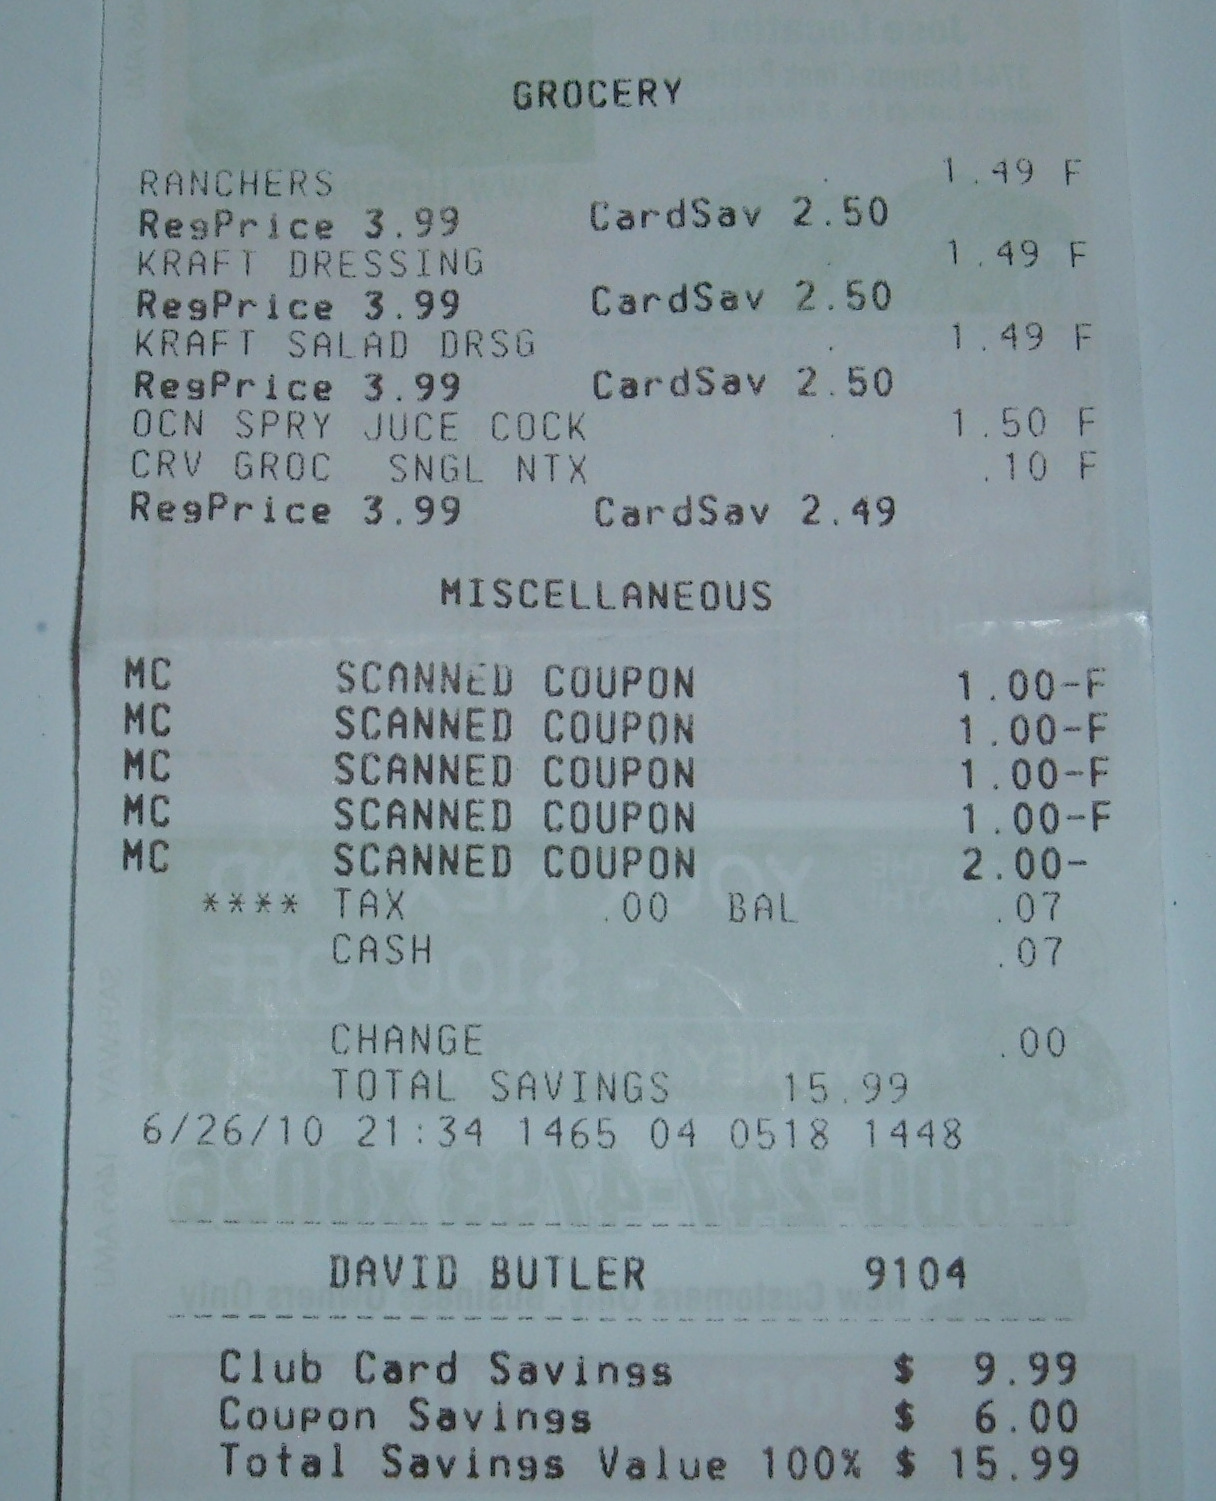 GROCERY
RANCHERS 1.49 F
RegPrice 3.99 CardSav 2.50
KRAFT DRESSING 1.49 F
RegPrice 3.99 CardSav 2.50
KRAFT SALAD DRSG 1.49 F
RegPrice 3.99 CardSav 2.50
OCN SPRY JUCE COCK 1.50 F
CRV GROC SNGL NTX .10 F
RegPrice 3.99 CardSav 2.49
MISCELLANEOUS
MC SCANNED COUPON 1.00-F
MC SCANNED COUPON 1.00-F
MC SCANNED COUPON 1.00-F
MC SCANNED COUPON 1.00-F
MC SCANNED COUPON 2.00-
**** TAX .00 BAL .07
CASH .07
CHANGE .00
TOTAL SAVINGS 15.99
6/26/10 21:34 1465 04 0518 1448
DAVID BUTLER 9104
Club Card Savings $ 9.99
Coupon Savings $ 6.00
Total Savings Value 100% $ 15.99